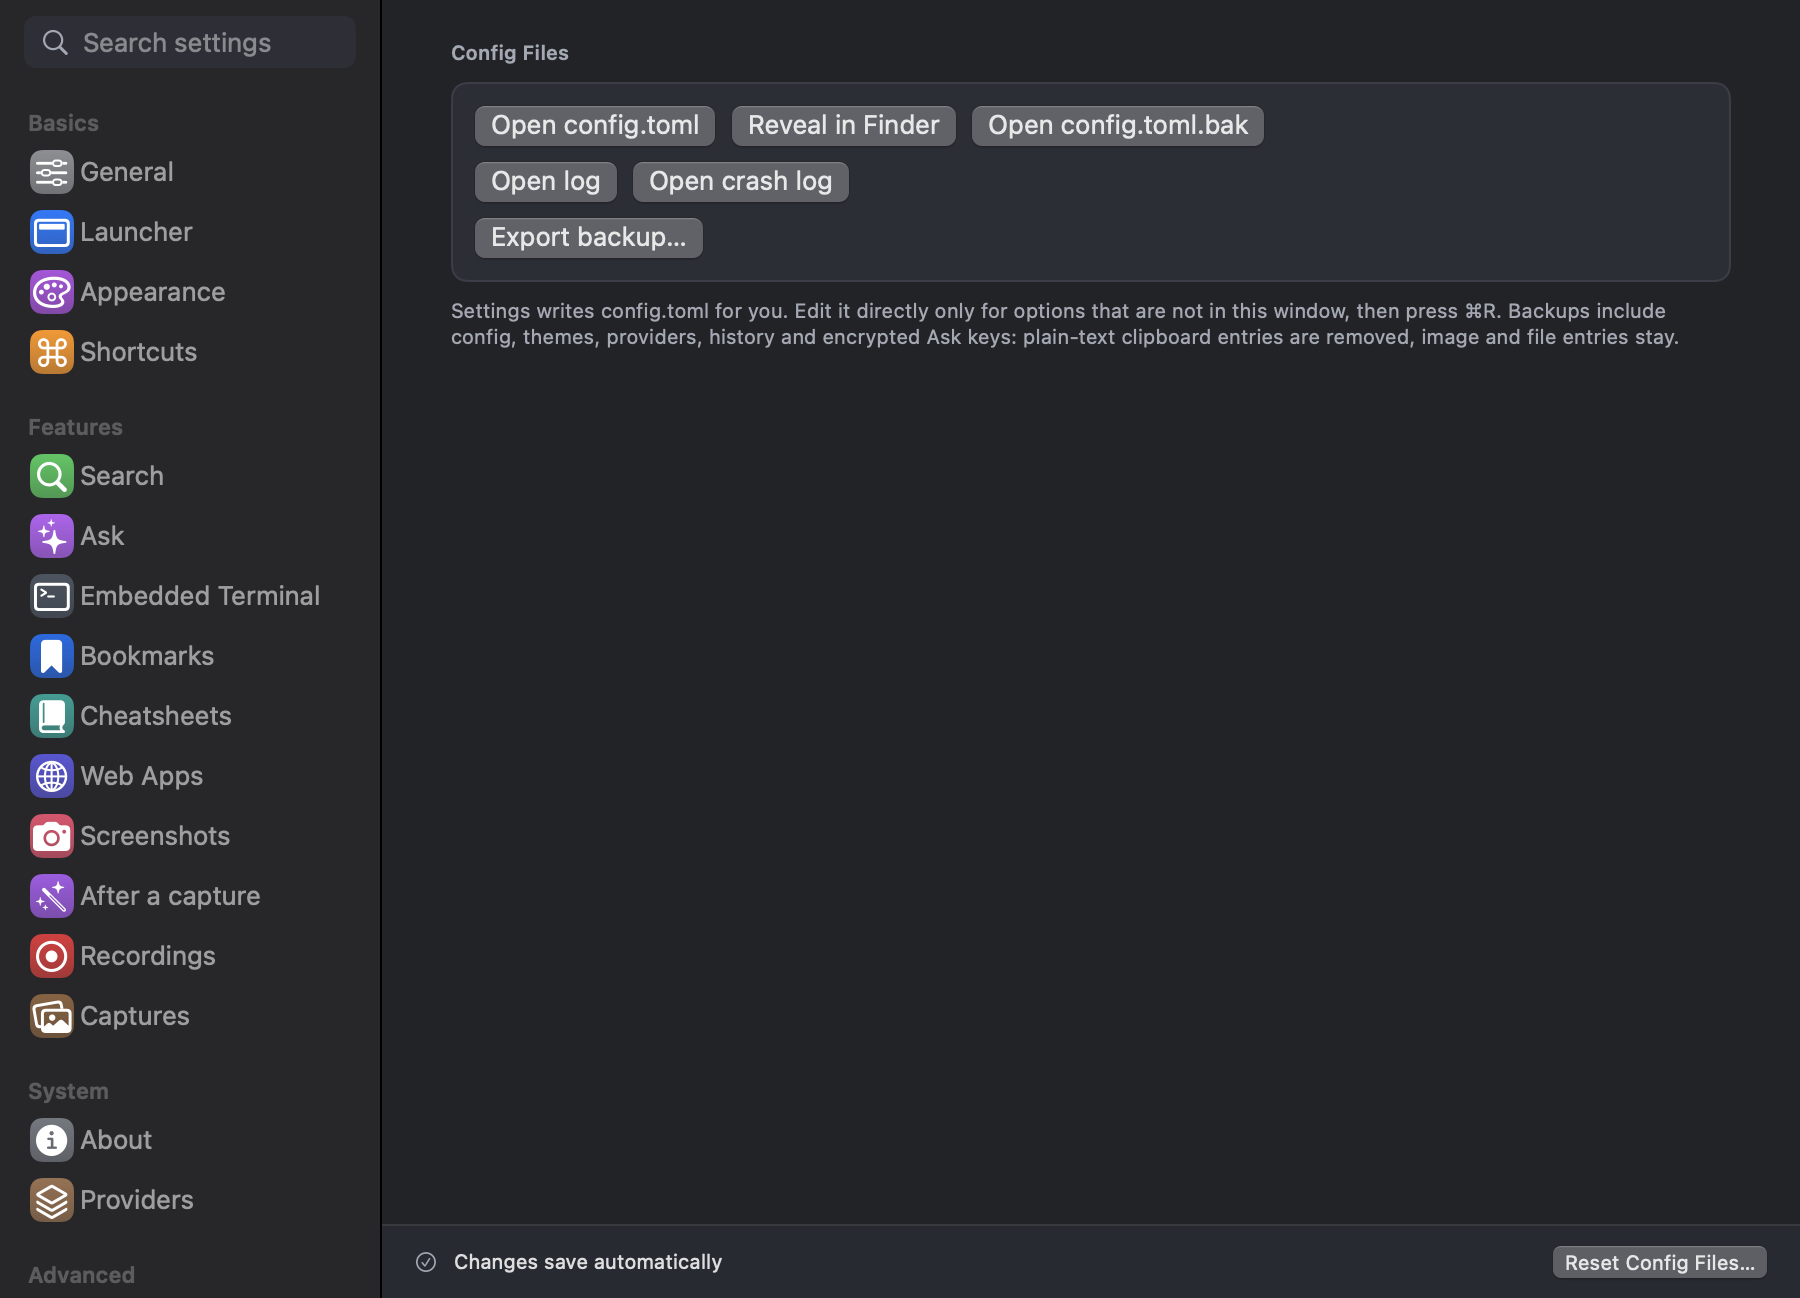 Search settings
Basics
General
Launcher
Appearance
Shortcuts
Features
Search
Ask
Embedded Terminal
Bookmarks
Cheatsheets
Web Apps
Screenshots
After a capture
Recordings
Captures
System
About
Providers
Advanced
Config Files
Open config.toml Reveal in Finder Open config.toml.bak
Open log Open crash log
Export backup...
Settings writes config.toml for you. Edit it directly only for options that are not in this window, then press ⌘R. Backups include
config, themes, providers, history and encrypted Ask keys: plain-text clipboard entries are removed, image and file entries stay.
Changes save automatically
Reset Config Files...